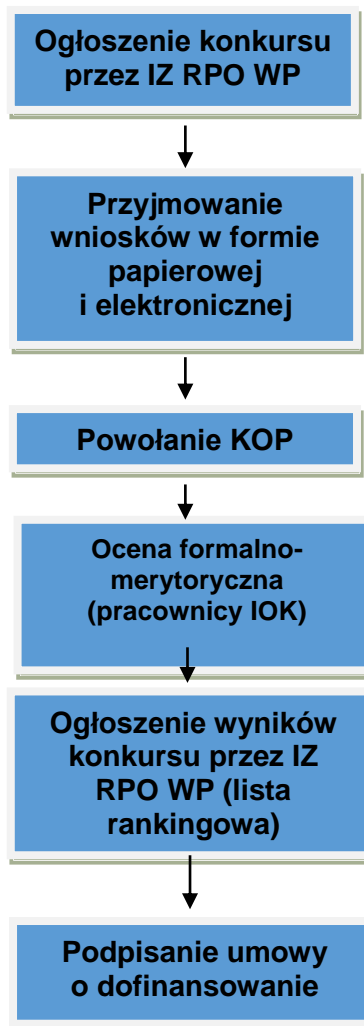 Ogłoszenie konkursu
przez IZ RPO WP
Przyjmowanie
wniosków w formie
papierowej
i elektronicznej
Powołanie KOP
Ocena formalno-
merytoryczna
(pracownicy IOK)
Ogłoszenie wyników
konkursu przez IZ
RPO WP (lista
rankingowa)
Podpisanie umowy
o dofinansowanie